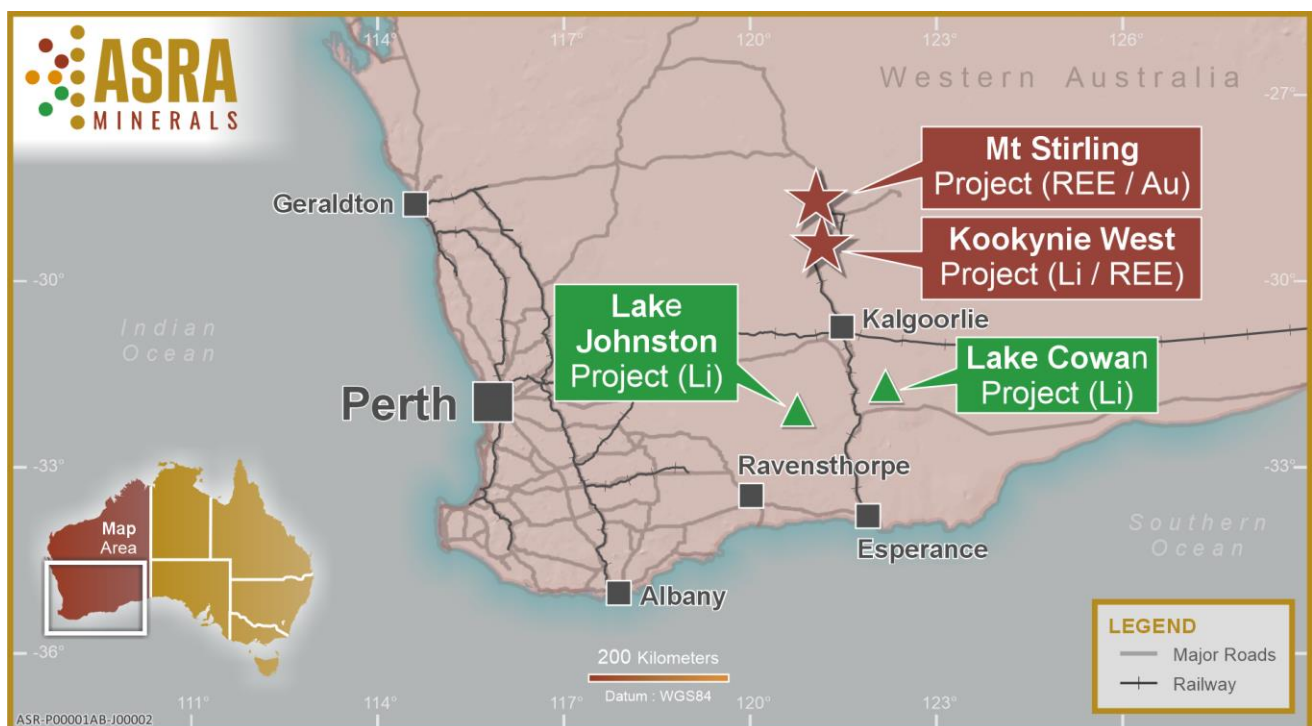 ASRA
MINERALS
114°
117°
120°
123°
126°
Western Australia
-27°
Mt Stirling
Project (REE / Au)
Geraldton
Kookynie West
Project (Li / REE)
-30°
-30°
Indian
Ocean
Lake
Johnston
Project (Li)
Kalgoorlie
Lake Cowan
Project (Li)
Perth
-33°
-33°
Ravensthorpe
Map
Area
Southern
Ocean
Esperance
Albany
LEGEND
Major Roads
Railway
-36°
200 Kilometers
Datum : WGS84
111°
114°
120°
123°
ASR-P00001AB-J00002